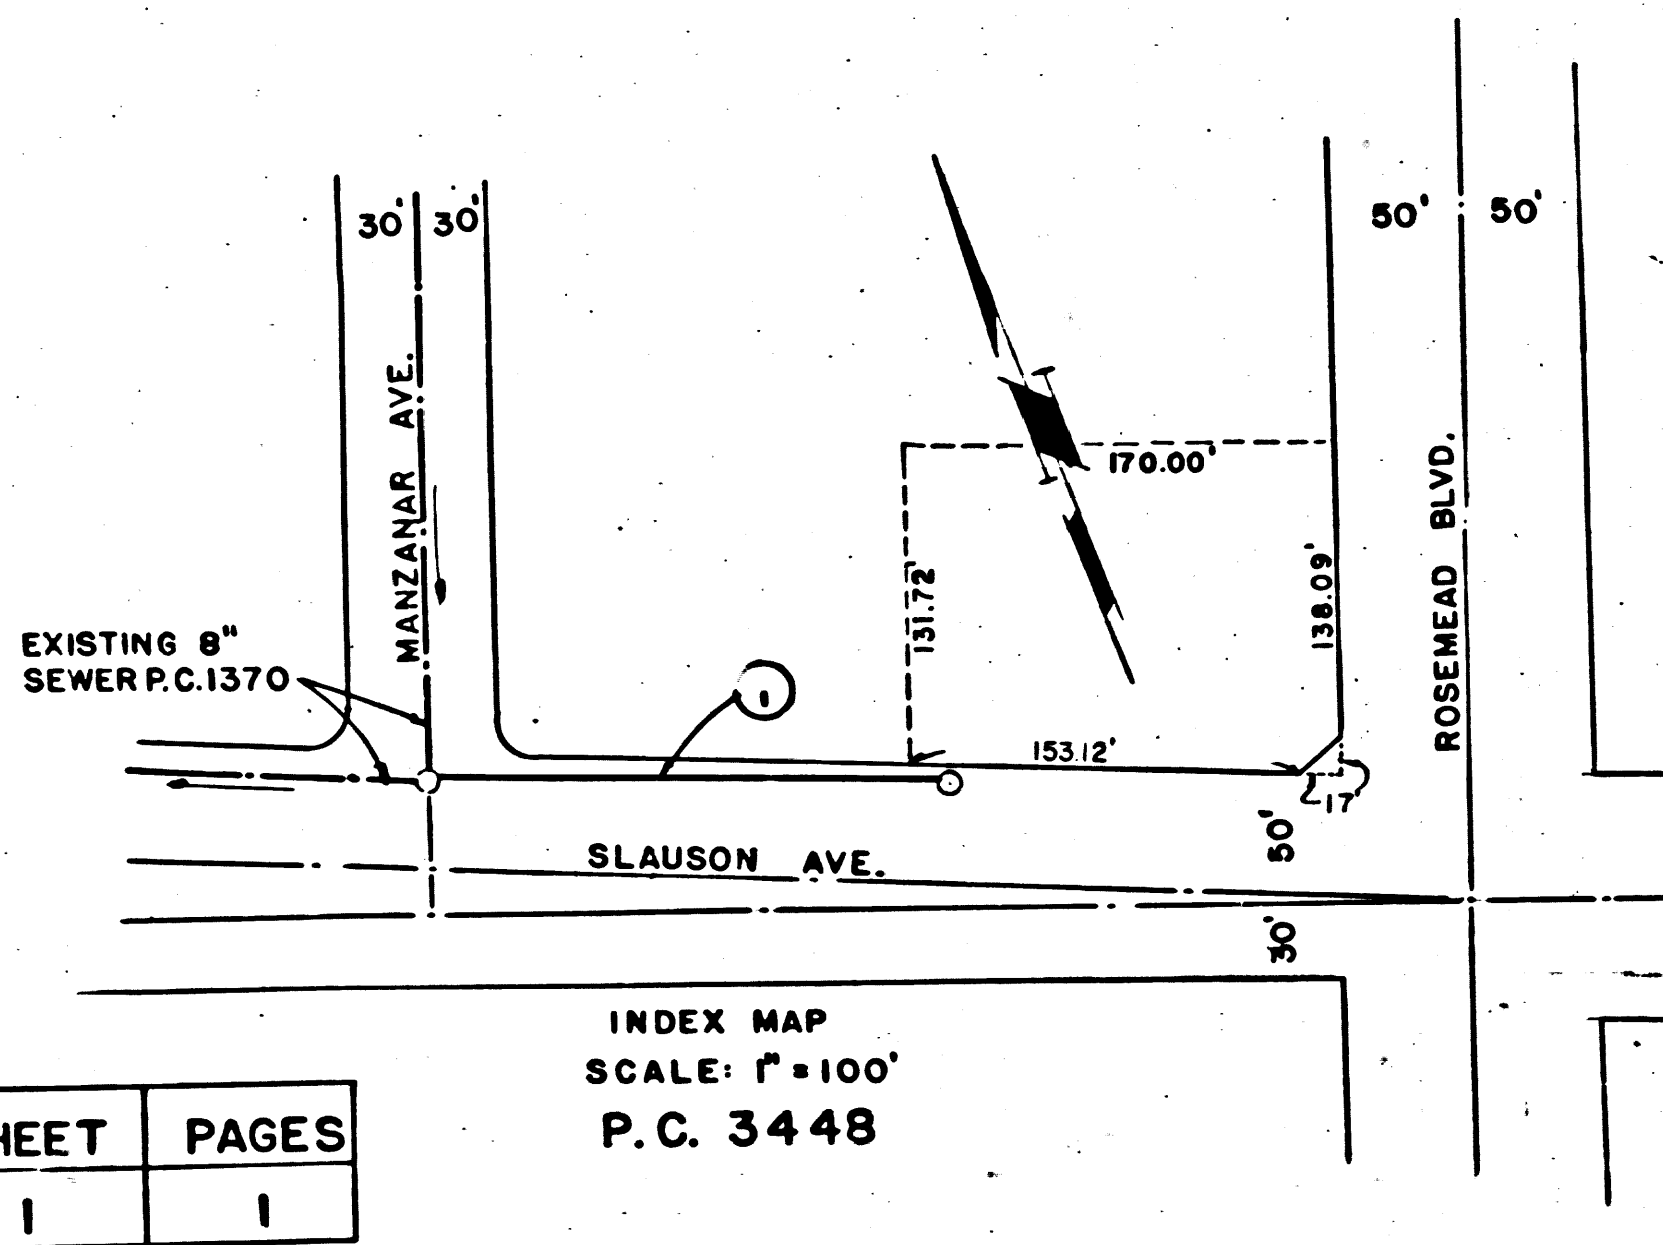 30' 30'
50' 50'
MANZANAR AVE.
170.00'
131.72'
138.09'
ROSEMEAD BLVD.
EXISTING 8"
SEWER P.C.1370
1
153.12'
17'
50'
SLAUSON AVE.
30'
INDEX MAP
SCALE: 1" = 100'
P.C. 3448
PAGES
1 1